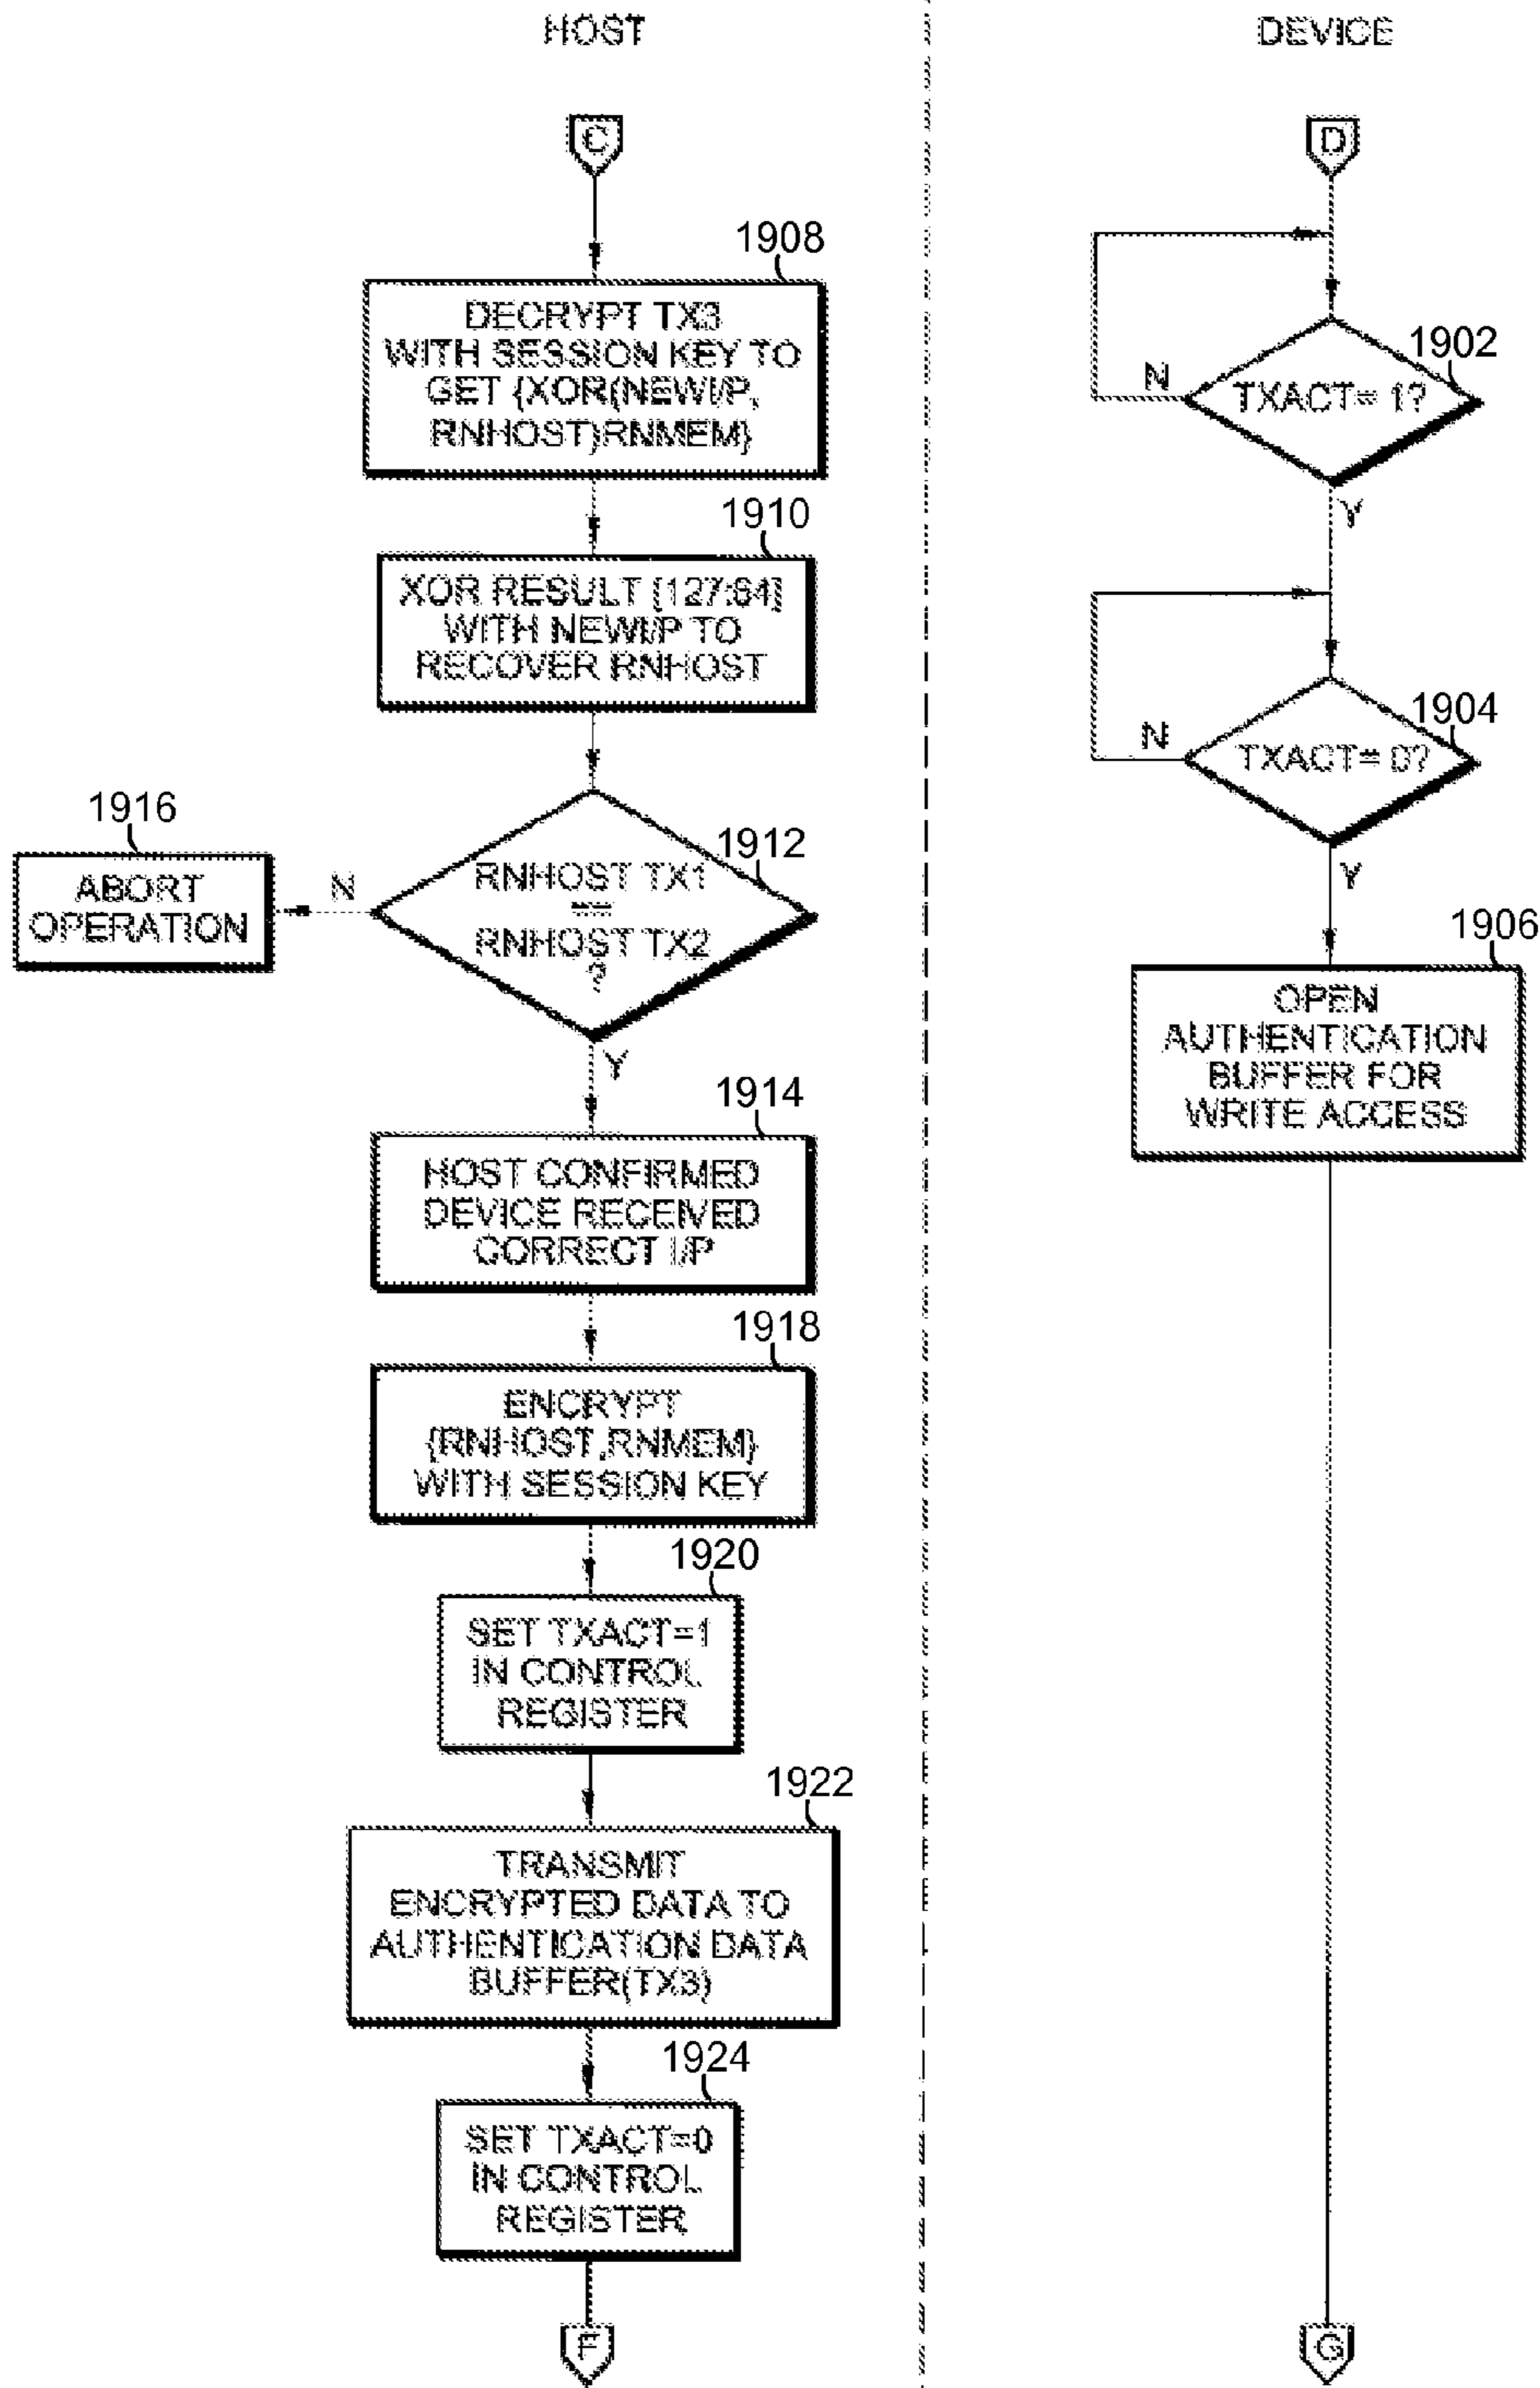 HOST
C
1908
DECRYPT TX3
WITH SESSION KEY TO
GET {XOR(NEWI/P,
RNHOST)RNMEM}
1910
XOR RESULT [127:64]
WITH NEWI/P TO
RECOVER RNHOST
1912
RNHOST TX1
==
RNHOST TX2
?
N
1916
ABORT
OPERATION
Y
1914
HOST CONFIRMED
DEVICE RECEIVED
CORRECT I/P
1918
ENCRYPT
{RNHOST,RNMEM}
WITH SESSION KEY
1920
SET TXACT=1
IN CONTROL
REGISTER
1922
TRANSMIT
ENCRYPTED DATA TO
AUTHENTICATION DATA
BUFFER(TX3)
1924
SET TXACT=0
IN CONTROL
REGISTER
F
DEVICE
D
1902
TXACT= 1?
N
Y
1904
TXACT= 0?
N
Y
1906
OPEN
AUTHENTICATION
BUFFER FOR
WRITE ACCESS
G